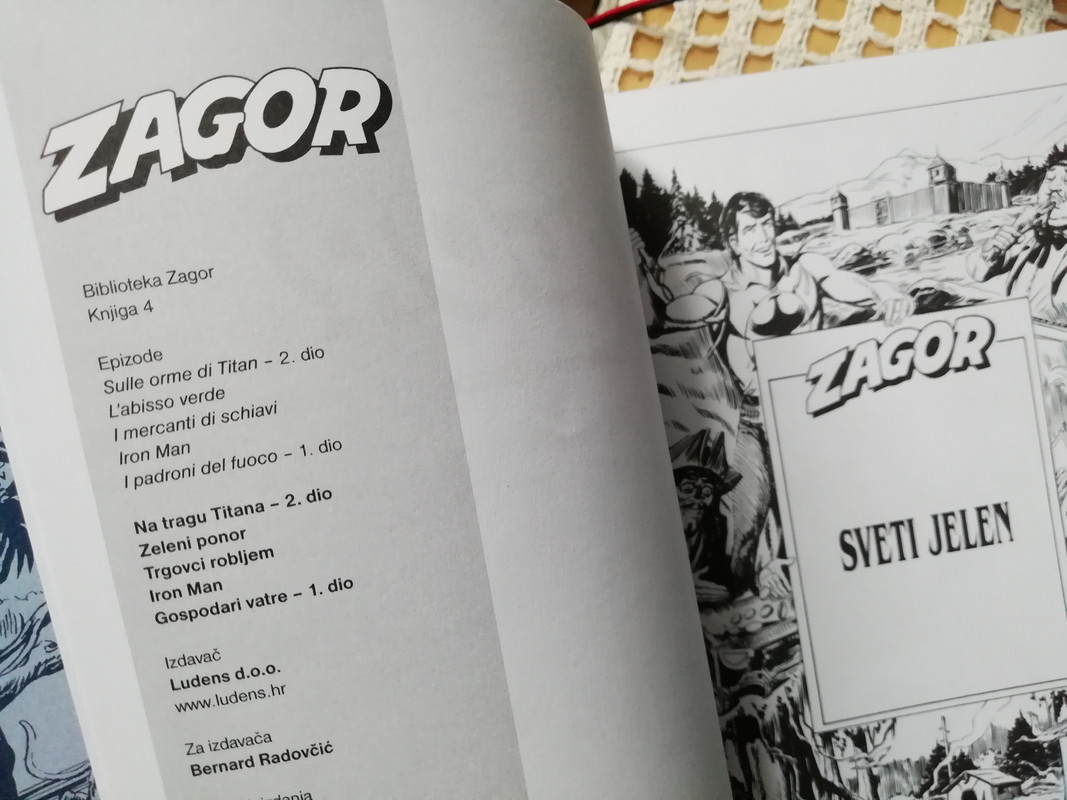 ZAGOR
Biblioteka Zagor
Knjiga 4
Epizode
Sulle orme di Titan – 2. dio
L'abisso verde
I mercanti di schiavi
Iron Man
I padroni del fuoco – 1. dio
Na tragu Titana – 2. dio
Zeleni ponor
Trgovci robljem
Iron Man
Gospodari vatre – 1. dio
Izdavač
Ludens d.o.o.
www.ludens.hr
Za izdavača
Bernard Radovčić
ZAGOR
SVETI JELEN